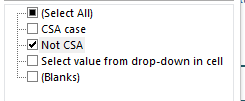 (Select All)
CSA case
Not CSA
Select value from drop-down in cell
(Blanks)